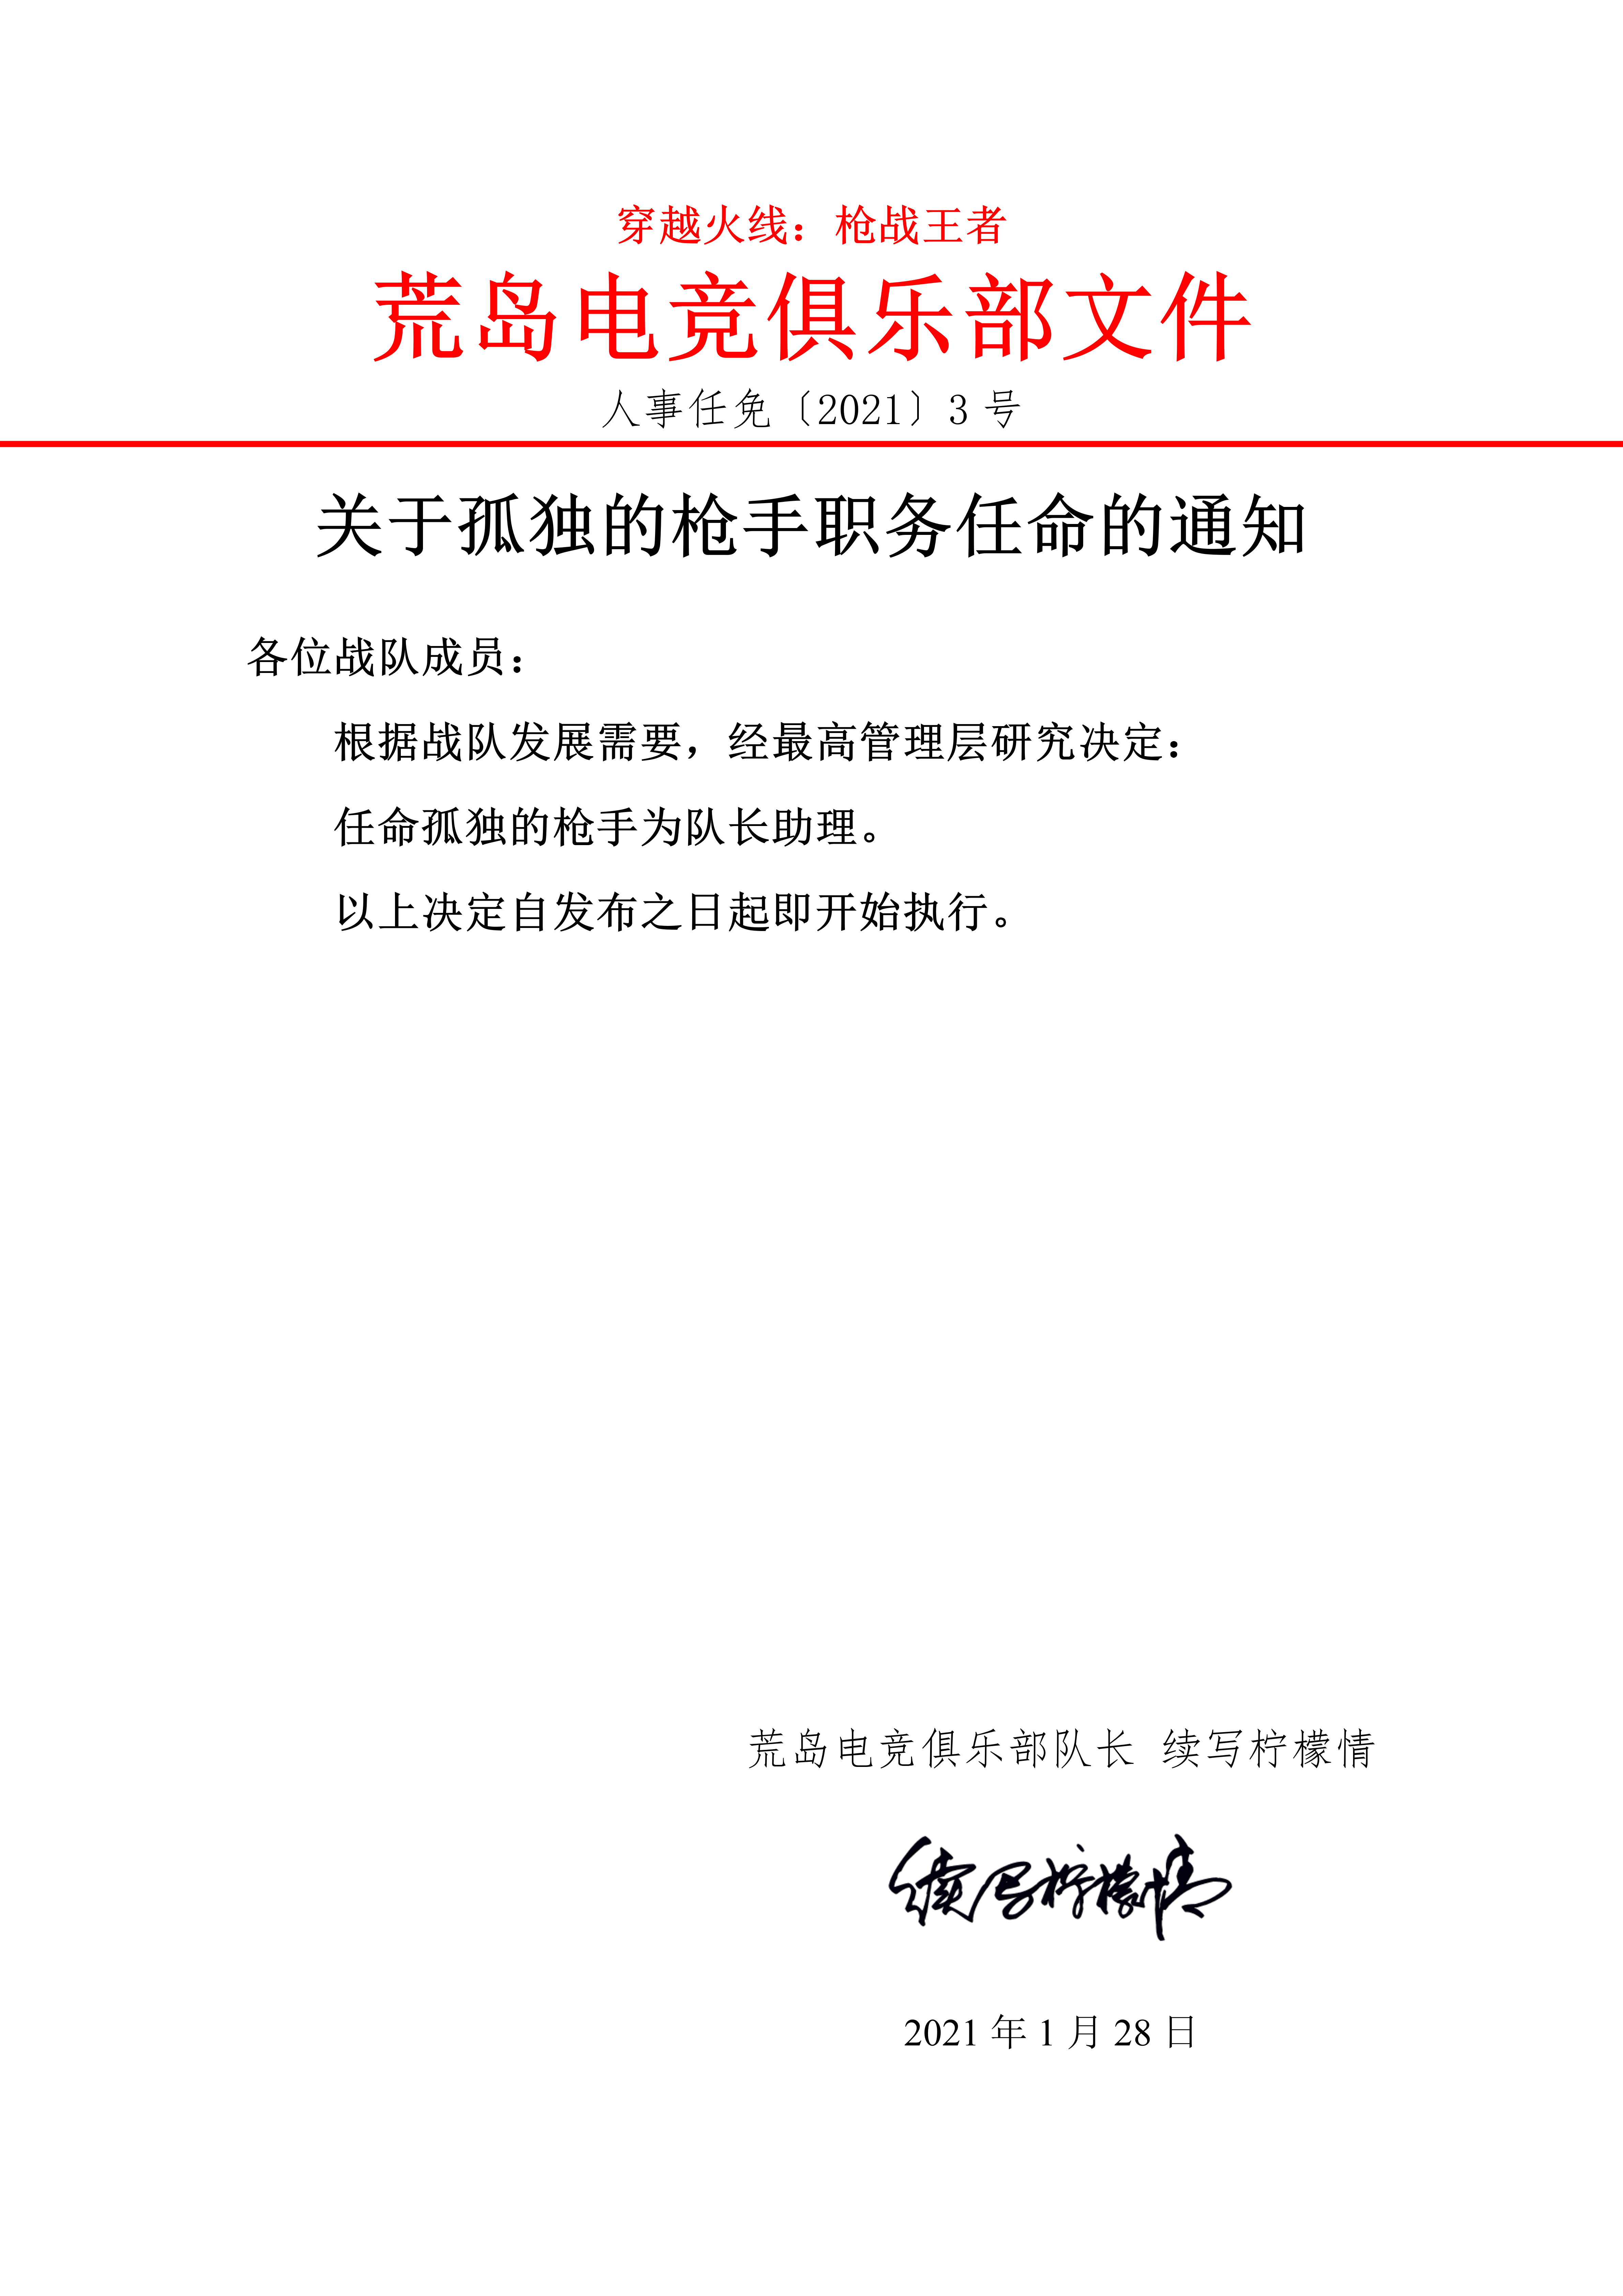 穿越火线：枪战王者
荒岛电竞俱乐部文件
人事任免〔2021〕3 号
关于孤独的枪手职务任命的通知
各位战队成员：
根据战队发展需要，经最高管理层研究决定：
任命孤独的枪手为队长助理。
以上决定自发布之日起即开始执行。
荒岛电竞俱乐部队长 续写柠檬情
续写柠檬情
2021 年 1 月 28 日